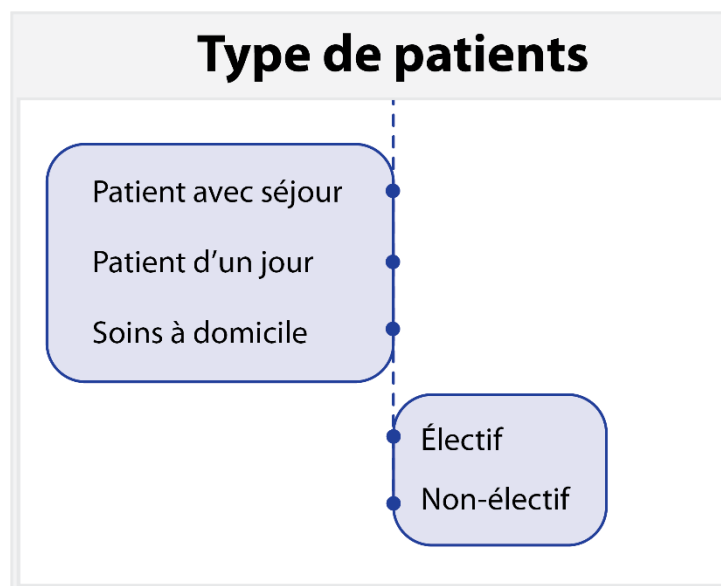 Type de patients
Patient avec séjour
Patient d’un jour
Soins à domicile
Électif
Non-électif